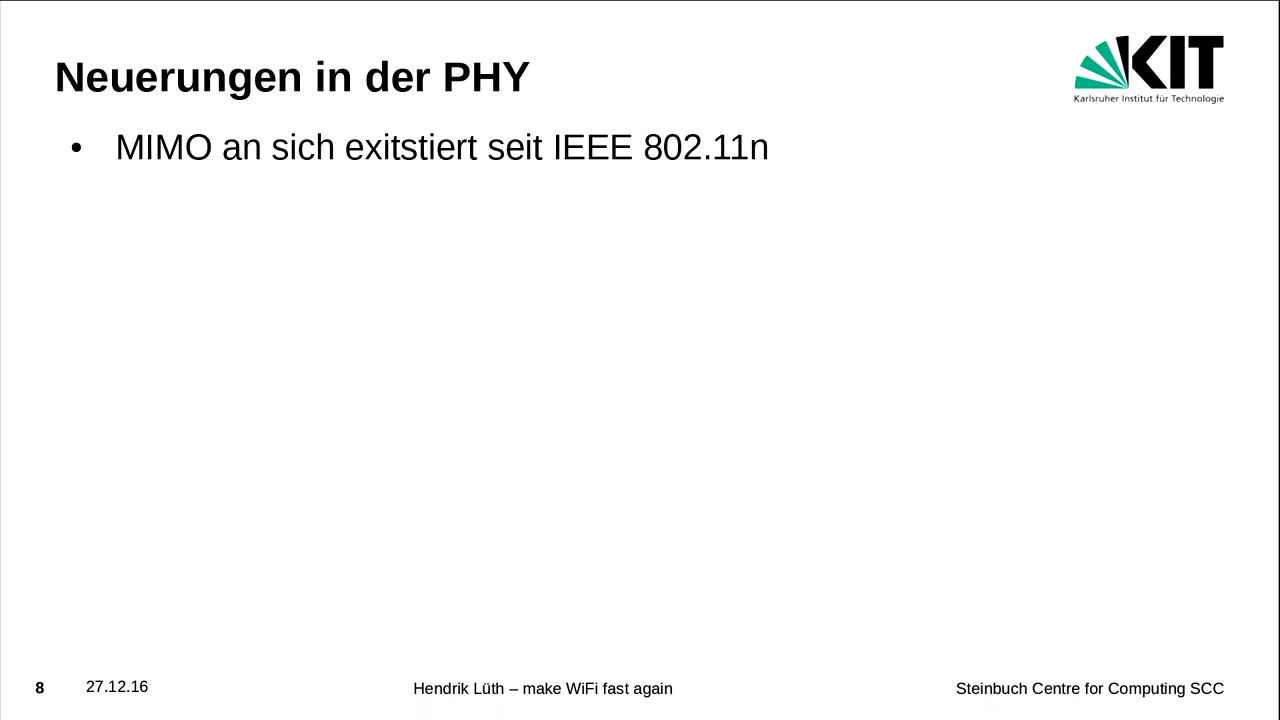 Neuerungen in der PHY
KIT
Karlsruher Institut für Technologie
• MIMO an sich exitstiert seit IEEE 802.11n
8 27.12.16 Hendrik Lüth – make WiFi fast again Steinbuch Centre for Computing SCC